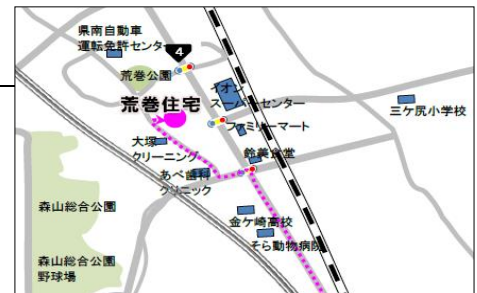 県南自動車
運転免許センター
4
荒巻公園
イオン
スーパーセンター
荒巻住宅
三ケ尻小学校
ファミリーマート
大塚
クリーニング
鈴美食堂
あべ歯科
クリニック
森山総合公園
金ケ崎高校
そら動物病院
森山総合公園
野球場